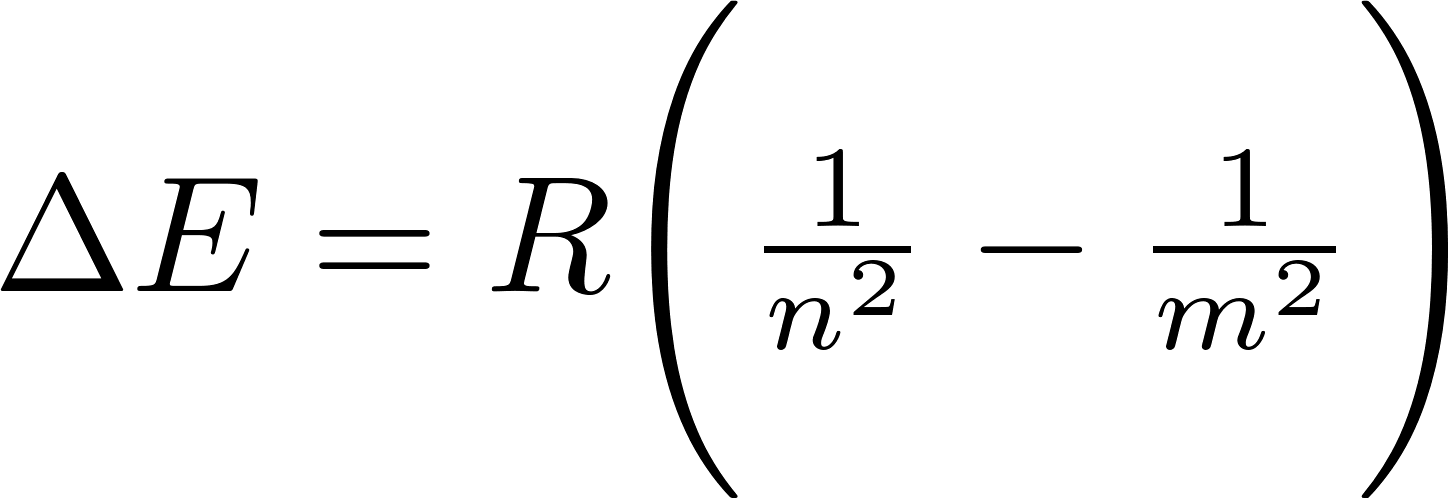 ΔE = R(1/n² − 1/m²)